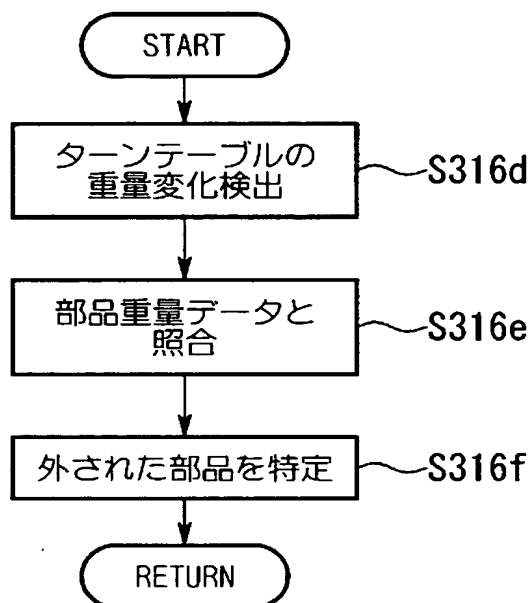 START
ターンテーブルの
重量変化検出
S316d
部品重量データと
照合
S316e
外された部品を特定
S316f
RETURN